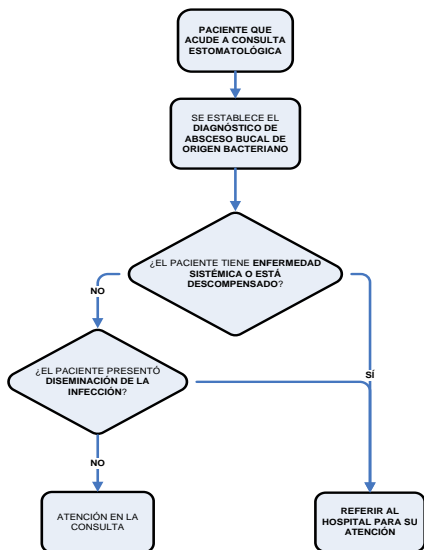 PACIENTE QUE
ACUDE A CONSULTA
ESTOMATOLÓGICA
SE ESTABLECE EL
DIAGNÓSTICO DE
ABSCESO BUCAL DE
ORIGEN BACTERIANO
¿EL PACIENTE TIENE ENFERMEDAD
SISTÉMICA O ESTÁ
DESCOMPENSADO?
NO
¿EL PACIENTE PRESENTÓ
DISEMINACIÓN DE LA
INFECCIÓN?
SÍ
NO
ATENCIÓN EN LA
CONSULTA
REFERIR AL
HOSPITAL PARA SU
ATENCIÓN